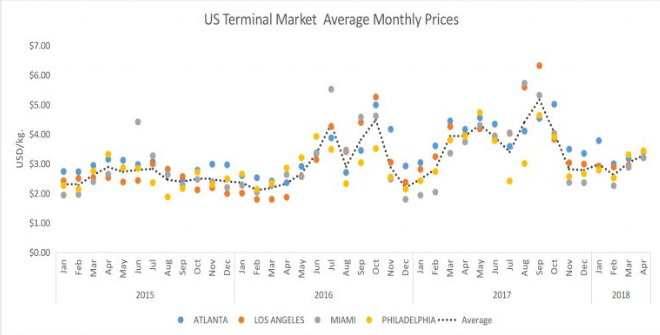 US Terminal Market Average Monthly Prices
$7.00
$6.00
$5.00
$4.00
$3.00
$2.00
$1.00
$0.00
USD/kg.
Jan Feb Mar Apr May Jun Jul Aug Sep Oct Nov Dec Jan Feb Mar Apr May Jun Jul Aug Sep Oct Nov Dec Jan Feb Mar Apr May Jun Jul Aug Sep Oct Nov Dec Jan Feb Mar Apr
2015 2016 2017 2018
ATLANTA LOS ANGELES MIAMI PHILADELPHIA Average